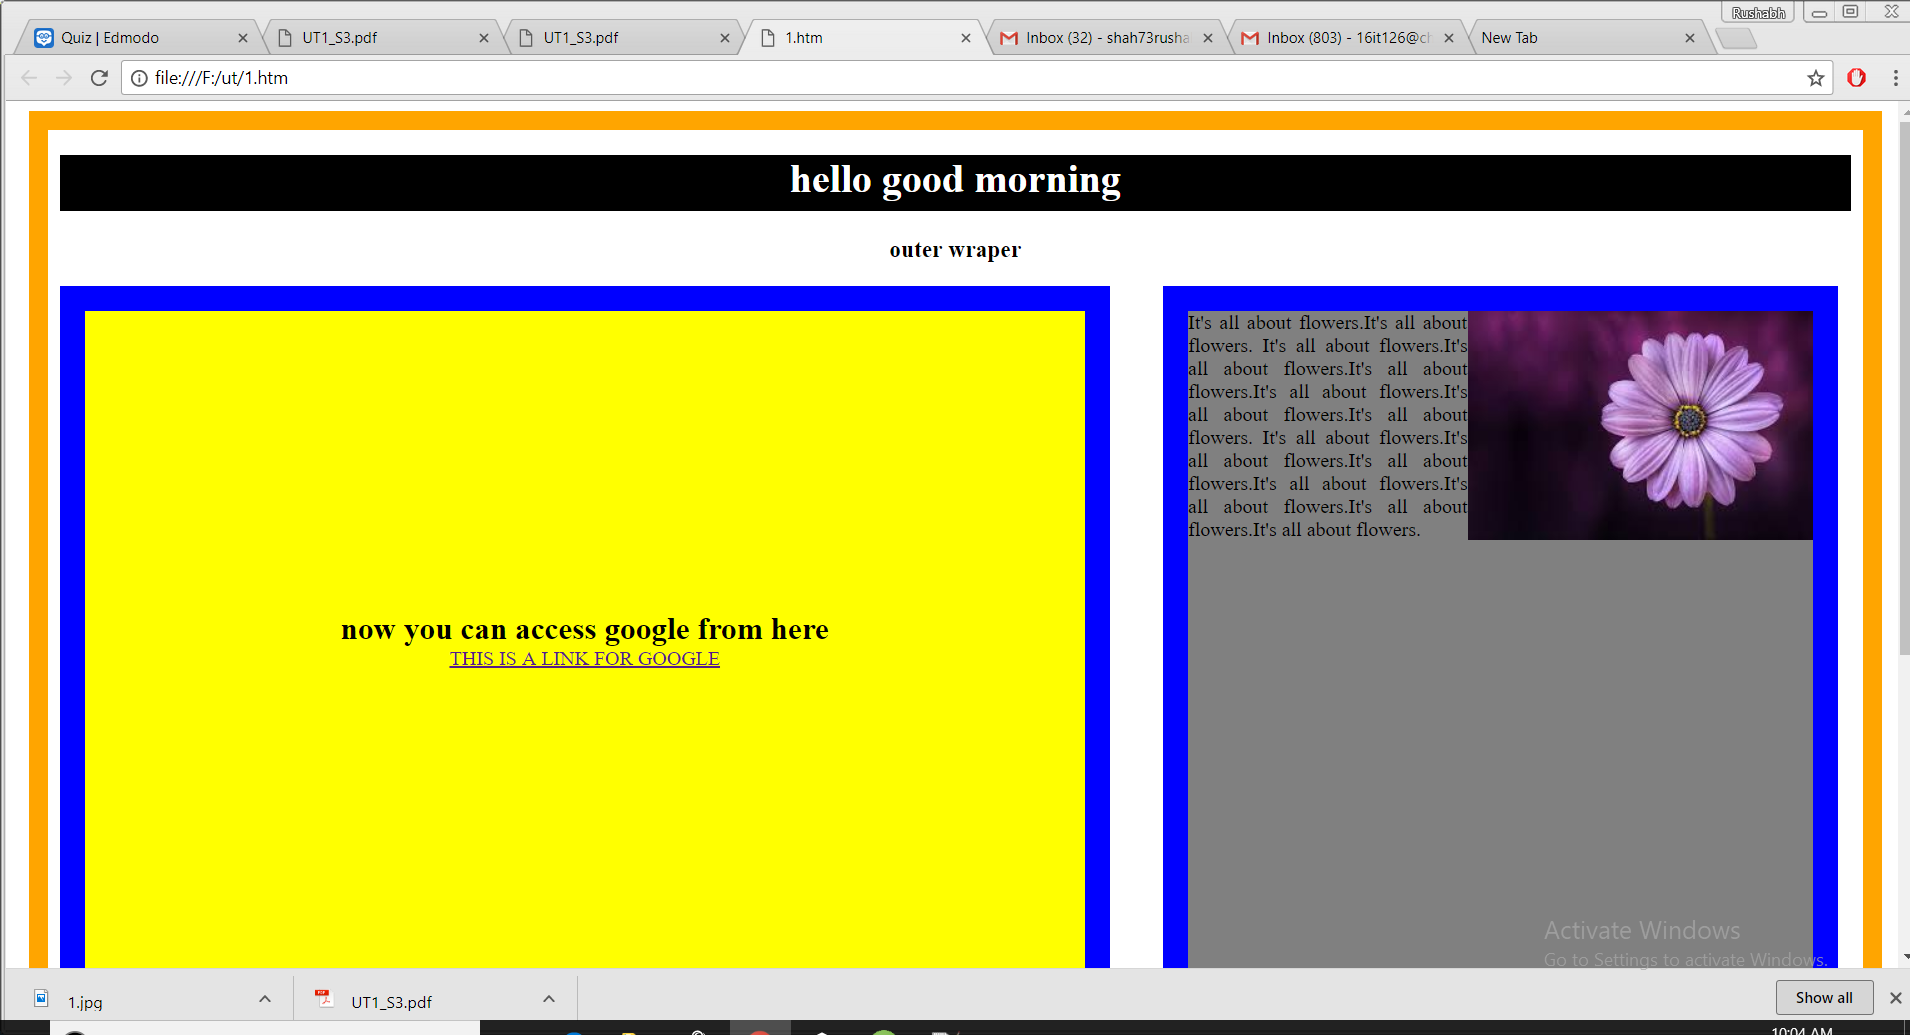 Rushabh
Quiz | Edmodo
UT1_S3.pdf
UT1_S3.pdf
1.htm
Inbox (32) - shah73rusha
Inbox (803) - 16it126@ch
New Tab
file:///F:/ut/1.htm
hello good morning
outer wraper
now you can access google from here
THIS IS A LINK FOR GOOGLE
It's all about flowers.It's all about
flowers. It's all about flowers.It's
all about flowers.It's all about
flowers.It's all about flowers.It's
all about flowers.It's all about
flowers. It's all about flowers.It's
all about flowers.It's all about
flowers.It's all about flowers.It's
all about flowers.It's all about
flowers.It's all about flowers.
Activate Windows
Go to Settings to activate Windows.
1.jpg
UT1_S3.pdf
Show all
10:04 AM